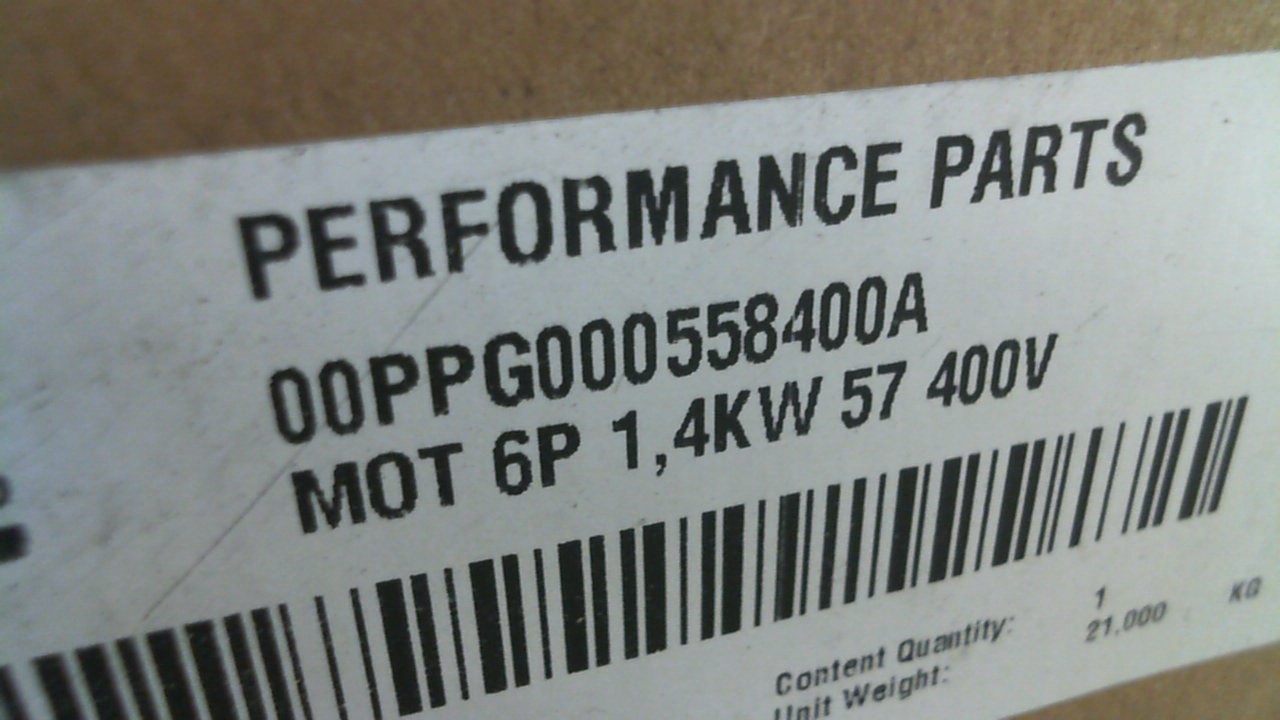 PERFORMANCE PARTS
00PPG000558400A
MOT 6P 1,4KW 57 400V
Content Quantity: 1
Unit Weight: 21.000 KG